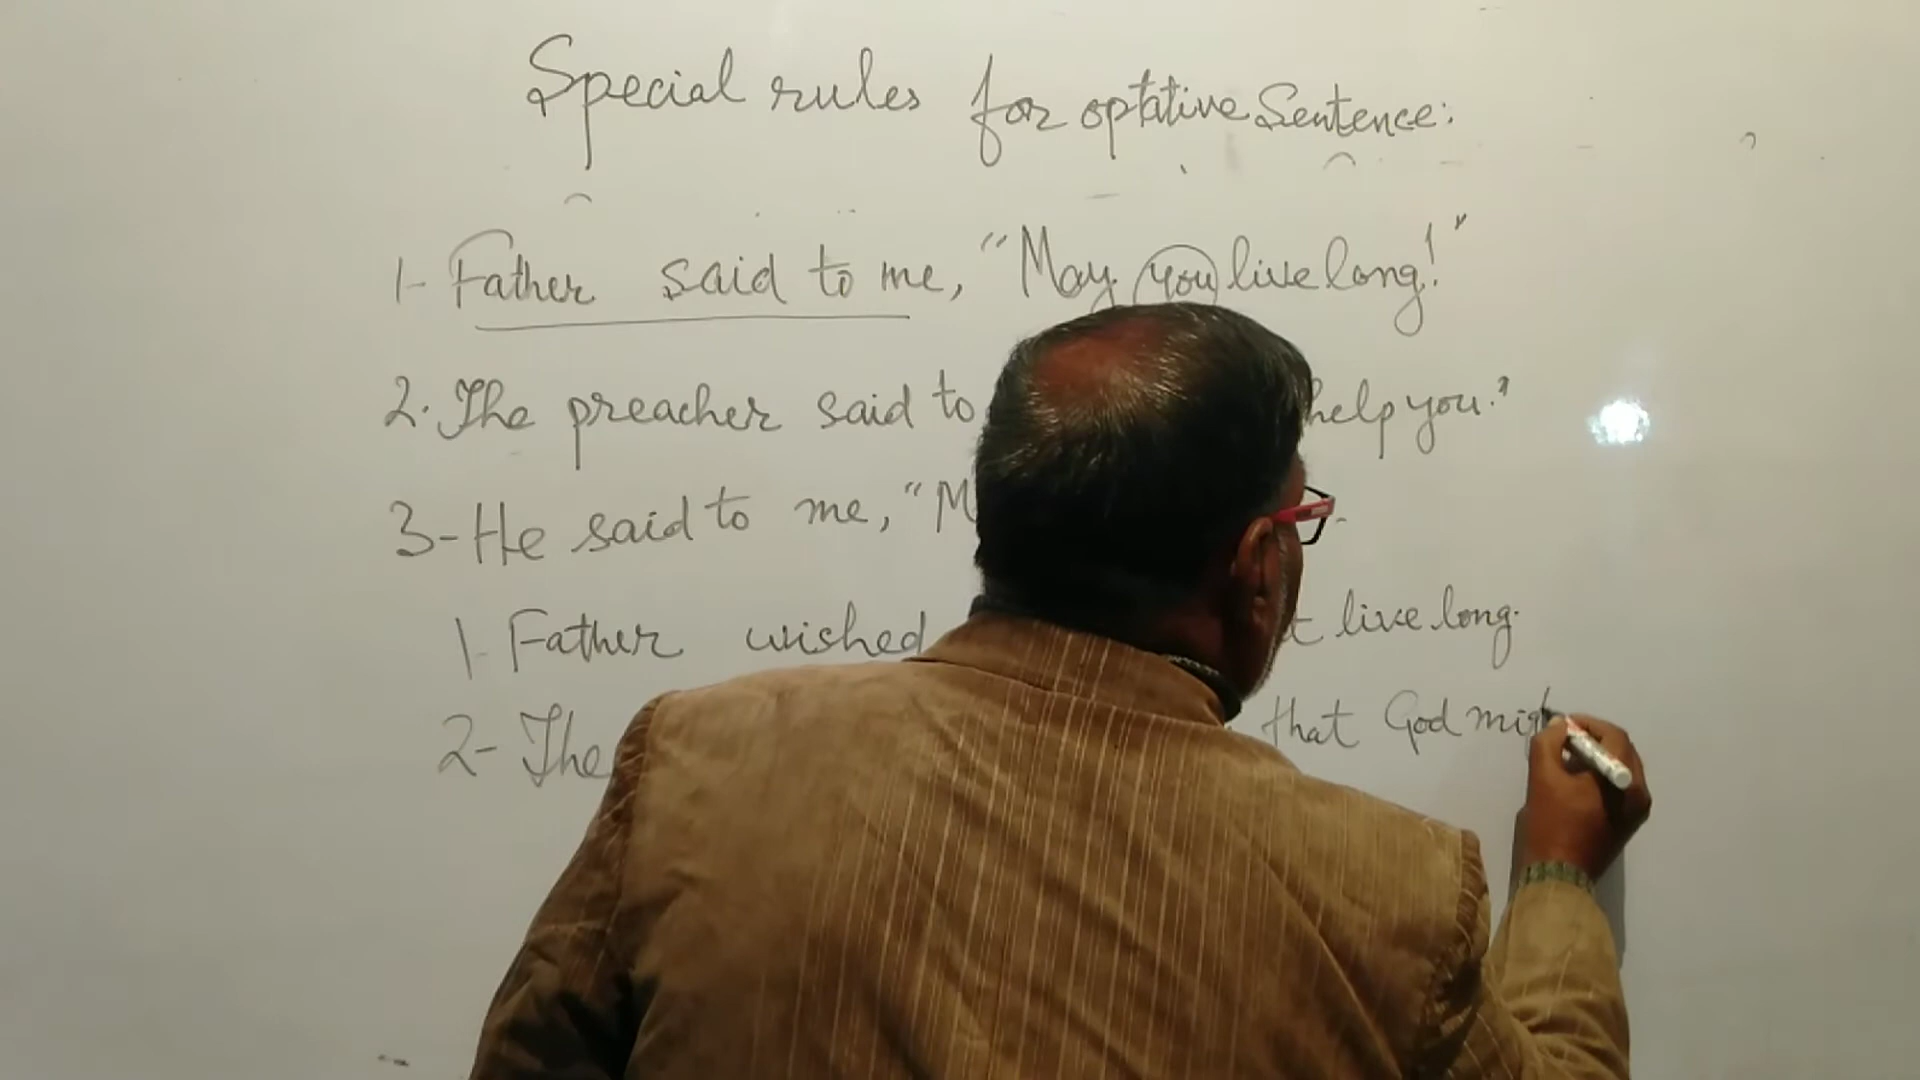 Special rules for optative Sentence:
1- Father said to me, "May you live long!"
2. The preacher said to help you."
3- He said to me, "M
1- Father wished live long.
2- The that God mig